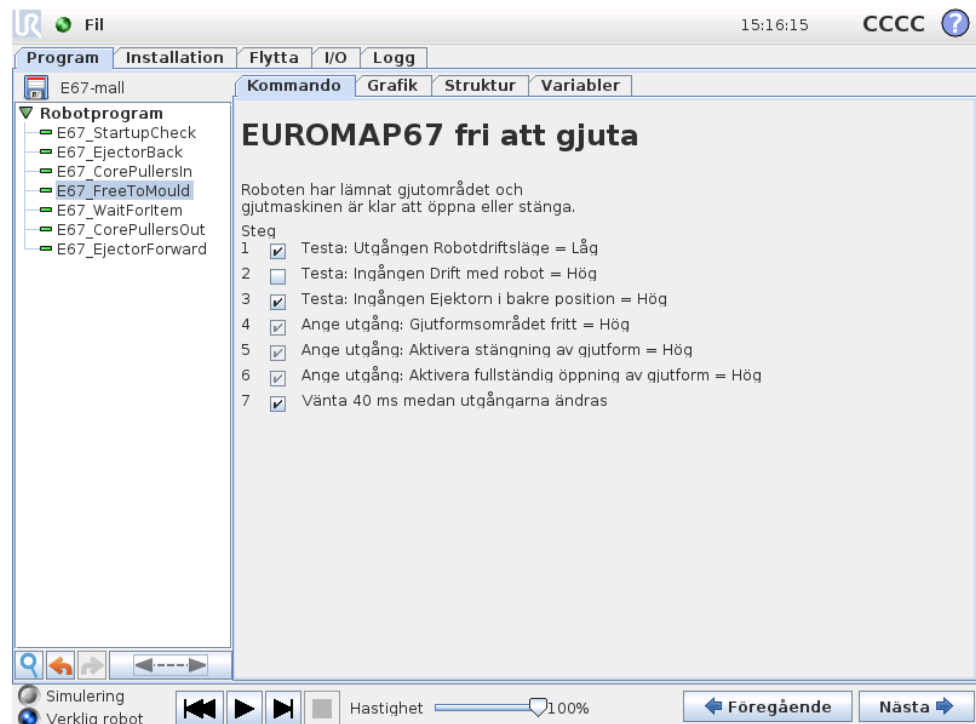 UR Fil 15:16:15 CCCC ?
Program Installation Flytta I/O Logg
E67-mall
Kommando Grafik Struktur Variabler
Robotprogram
E67_StartupCheck
E67_EjectorBack
E67_CorePullersIn
E67_FreeToMould
E67_WaitForItem
E67_CorePullersOut
E67_EjectorForward
EUROMAP67 fri att gjuta
Roboten har lämnat gjutområdet och
gjutmaskinen är klar att öppna eller stänga.
Steg
1 Testa: Utgången Robotdriftsläge = Låg
2 Testa: Ingången Drift med robot = Hög
3 Testa: Ingången Ejektorn i bakre position = Hög
4 Ange utgång: Gjutformsområdet fritt = Hög
5 Ange utgång: Aktivera stängning av gjutform = Hög
6 Ange utgång: Aktivera fullständig öppning av gjutform = Hög
7 Vänta 40 ms medan utgångarna ändras
Simulering
Verklig robot
Hastighet 100%
Föregående Nästa